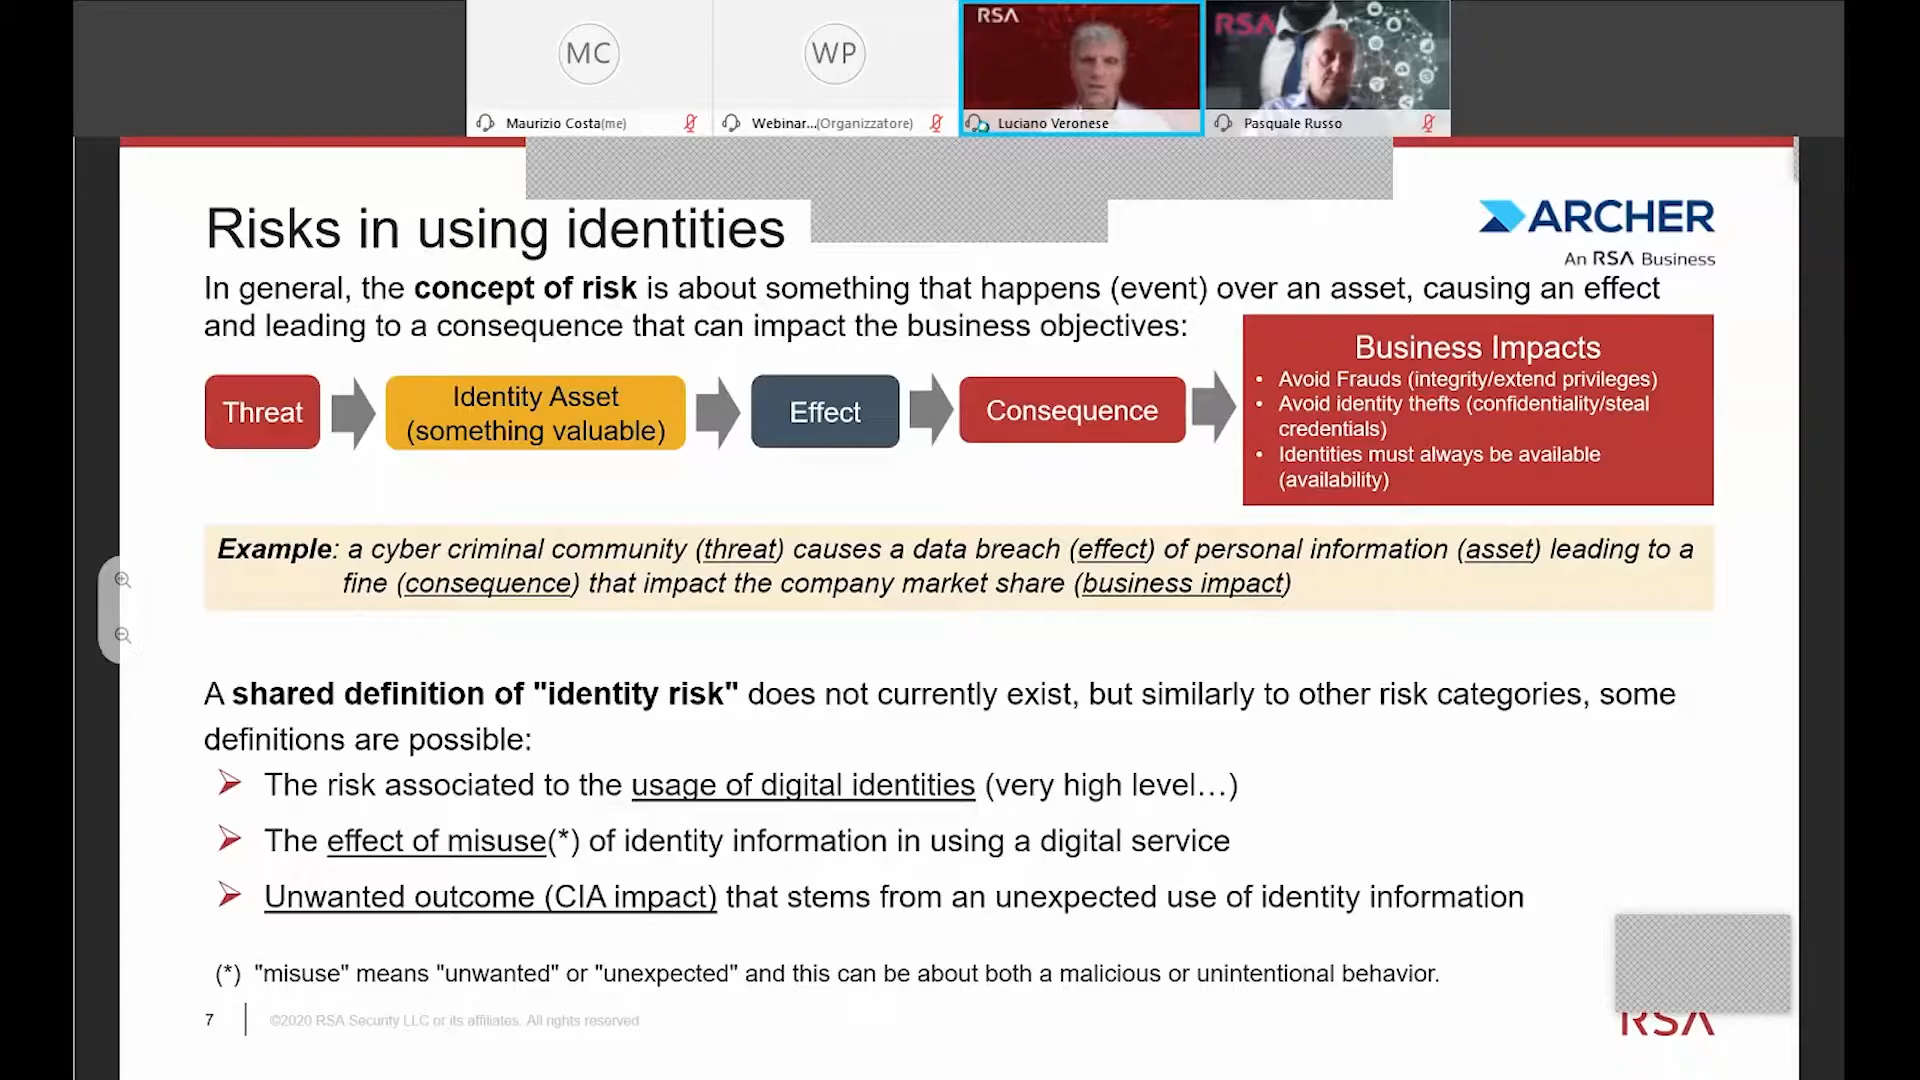 MC
WP
RSA
RSA
Maurizio Costa(me)
Webinar...(Organizzatore)
Luciano Veronese
Pasquale Russo
Risks in using identities
ARCHER
An RSA Business
In general, the concept of risk is about something that happens (event) over an asset, causing an effect
and leading to a consequence that can impact the business objectives:
Threat
Identity Asset
(something valuable)
Effect
Consequence
Business Impacts
• Avoid Frauds (integrity/extend privileges)
• Avoid identity thefts (confidentiality/steal
credentials)
• Identities must always be available
(availability)
Example: a cyber criminal community (threat) causes a data breach (effect) of personal information (asset) leading to a
fine (consequence) that impact the company market share (business impact)
A shared definition of "identity risk" does not currently exist, but similarly to other risk categories, some
definitions are possible:
The risk associated to the usage of digital identities (very high level…)
The effect of misuse(*) of identity information in using a digital service
Unwanted outcome (CIA impact) that stems from an unexpected use of identity information
(*) "misuse" means "unwanted" or "unexpected" and this can be about both a malicious or unintentional behavior.
7
©2020 RSA Security LLC or its affiliates. All rights reserved
RSA